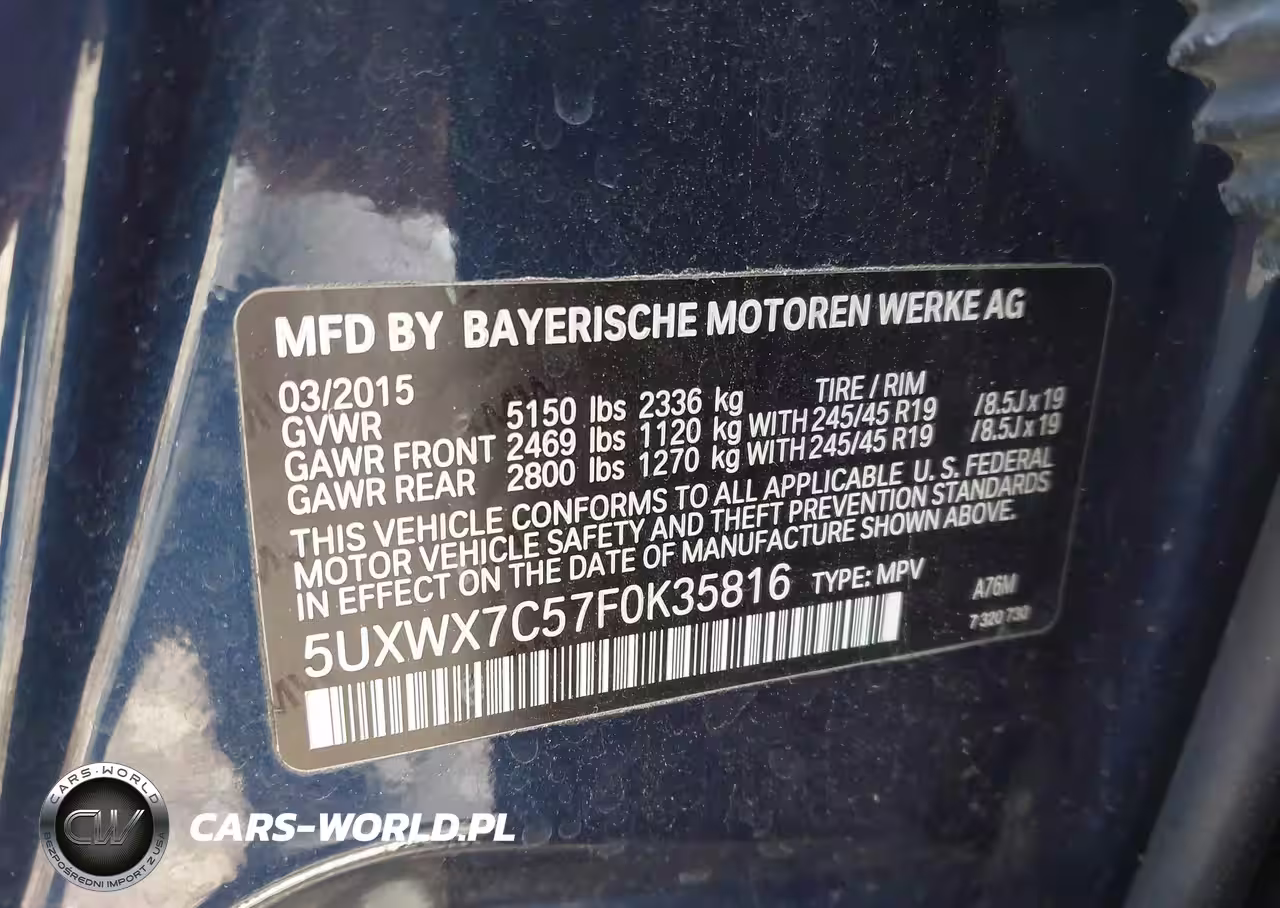 MFD BY BAYERISCHE MOTOREN WERKE AG
03/2015 TIRE / RIM
GVWR 5150 lbs 2336 kg
GAWR FRONT 2469 lbs 1120 kg WITH 245/45 R19 /8.5J x 19
GAWR REAR 2800 lbs 1270 kg WITH 245/45 R19 /8.5J x 19
THIS VEHICLE CONFORMS TO ALL APPLICABLE U. S. FEDERAL
MOTOR VEHICLE SAFETY AND THEFT PREVENTION STANDARDS
IN EFFECT ON THE DATE OF MANUFACTURE SHOWN ABOVE.
5UXWX7C57F0K35816 TYPE: MPV A76M
7 320 730
CARS-WORLD
CW
BEZPOŚREDNI IMPORT Z USA
CARS-WORLD.PL